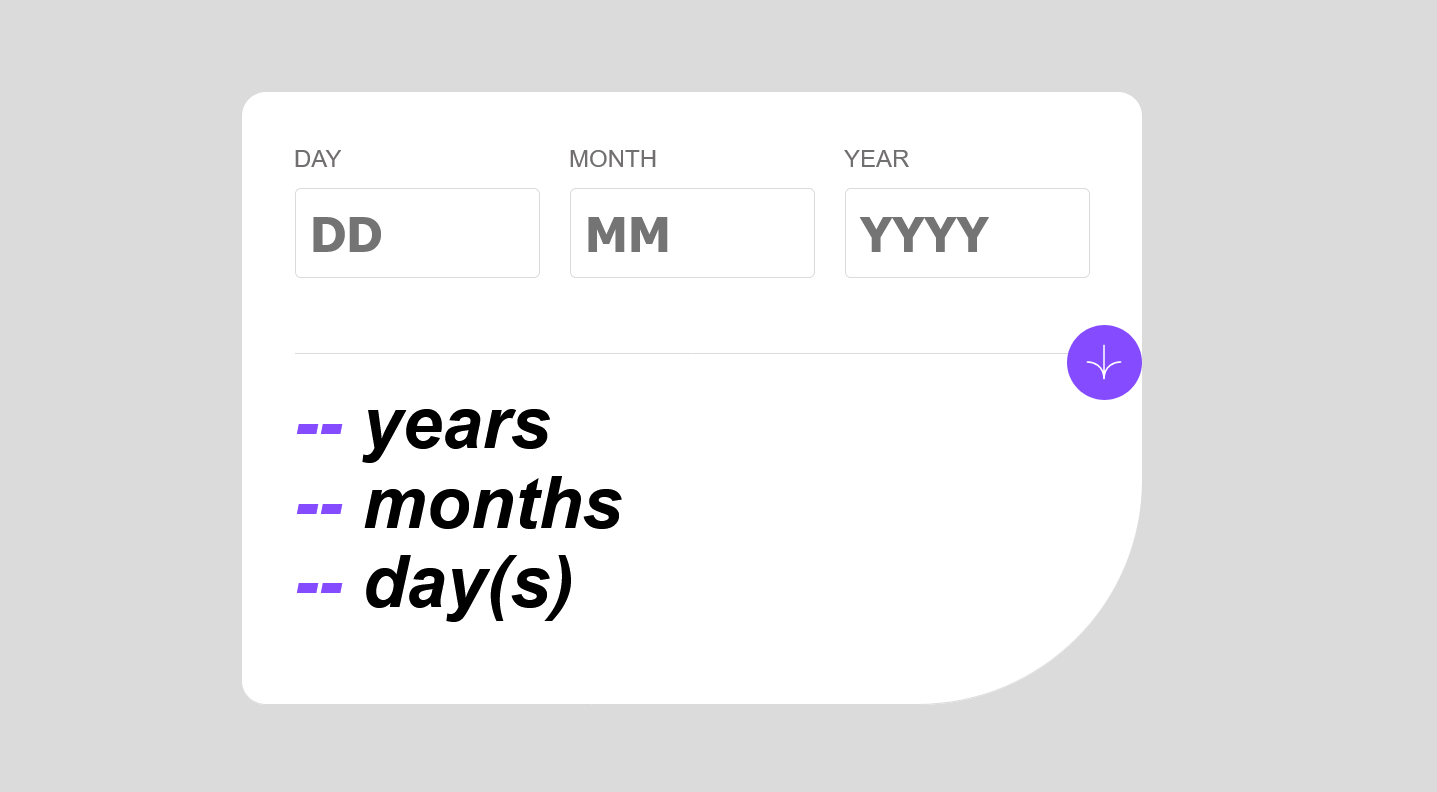 DAY MONTH YEAR
DD MM YYYY
-- years
-- months
-- day(s)